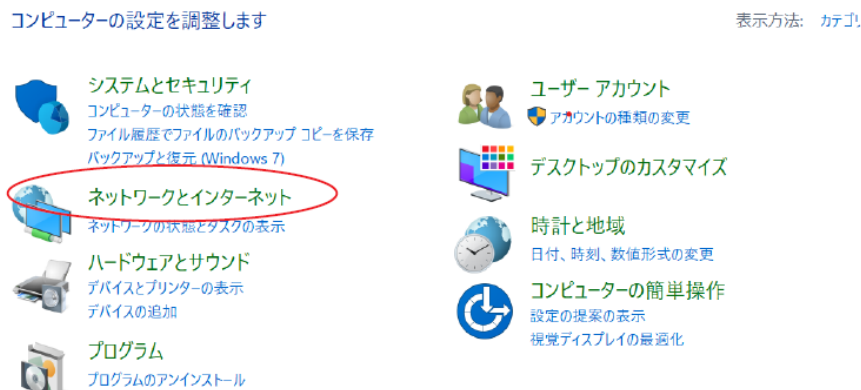 コンピューターの設定を調整します
表示方法: カテゴリ
システムとセキュリティ
コンピューターの状態を確認
ファイル履歴でファイルのバックアップ コピーを保存
バックアップと復元 (Windows 7)
ネットワークとインターネット
ネットワークの状態とタスクの表示
ハードウェアとサウンド
デバイスとプリンターの表示
デバイスの追加
プログラム
プログラムのアンインストール
ユーザー アカウント
アカウントの種類の変更
デスクトップのカスタマイズ
時計と地域
日付、時刻、数値形式の変更
コンピューターの簡単操作
設定の提案の表示
視覚ディスプレイの最適化